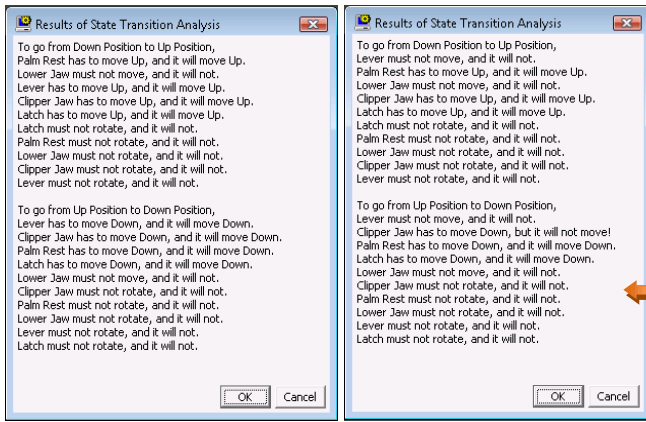 Results of State Transition Analysis
To go from Down Position to Up Position,
Palm Rest has to move Up, and it will move Up.
Lower Jaw must not move, and it will not.
Lever has to move Up, and it will move Up.
Clipper Jaw has to move Up, and it will move Up.
Latch has to move Up, and it will move Up.
Latch must not rotate, and it will not.
Palm Rest must not rotate, and it will not.
Lower Jaw must not rotate, and it will not.
Clipper Jaw must not rotate, and it will not.
Lever must not rotate, and it will not.
To go from Up Position to Down Position,
Lever has to move Down, and it will move Down.
Clipper Jaw has to move Down, and it will move Down.
Palm Rest has to move Down, and it will move Down.
Latch has to move Down, and it will move Down.
Lower Jaw must not move, and it will not.
Clipper Jaw must not rotate, and it will not.
Palm Rest must not rotate, and it will not.
Lower Jaw must not rotate, and it will not.
Lever must not rotate, and it will not.
Latch must not rotate, and it will not.
OK Cancel
Results of State Transition Analysis
To go from Down Position to Up Position,
Lever must not move, and it will not.
Palm Rest has to move Up, and it will move Up.
Lower Jaw must not move, and it will not.
Clipper Jaw has to move Up, and it will move Up.
Latch has to move Up, and it will move Up.
Latch must not rotate, and it will not.
Palm Rest must not rotate, and it will not.
Lower Jaw must not rotate, and it will not.
Clipper Jaw must not rotate, and it will not.
Lever must not rotate, and it will not.
To go from Up Position to Down Position,
Lever must not move, and it will not.
Clipper Jaw has to move Down, but it will not move!
Palm Rest has to move Down, and it will move Down.
Latch has to move Down, and it will move Down.
Lower Jaw must not move, and it will not.
Clipper Jaw must not rotate, and it will not.
Palm Rest must not rotate, and it will not.
Lower Jaw must not rotate, and it will not.
Lever must not rotate, and it will not.
Latch must not rotate, and it will not.
OK Cancel